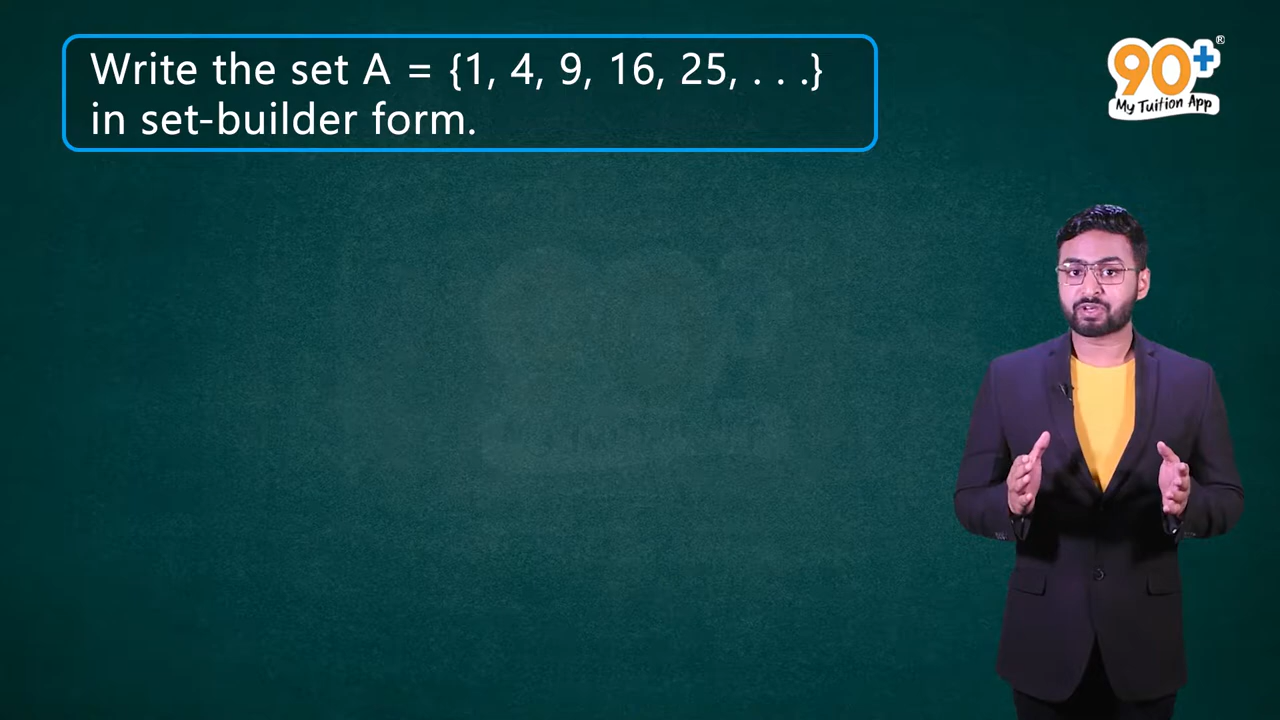 Write the set A = {1, 4, 9, 16, 25, . . .}
in set-builder form.
90+®
My Tuition App